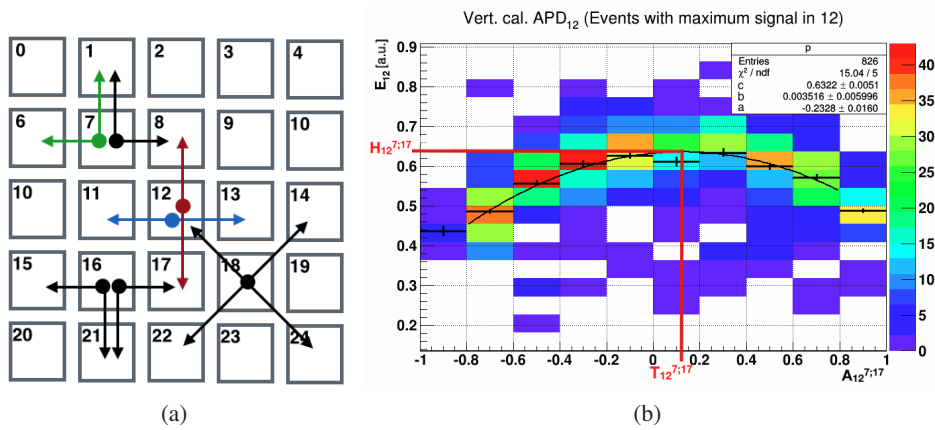 0 1 2 3 4
6 7 8 9 10
10 11 12 13 14
15 16 17 18 19
20 21 22 23 24
(a)
Vert. cal. APD12 (Events with maximum signal in 12)
E12 [a.u.]
p
Entries 826
χ² / ndf 15.04 / 5
c 0.6322 ± 0.0051
b 0.003516 ± 0.005996
a -0.2328 ± 0.0160
0.9
0.8
0.7
H12^7;17
0.6
0.5
0.4
0.3
0.2
-1 -0.8 -0.6 -0.4 -0.2 0 0.2 0.4 0.6 0.8 1
T12^7;17
A12^7;17
40
35
30
25
20
15
10
5
0
(b)